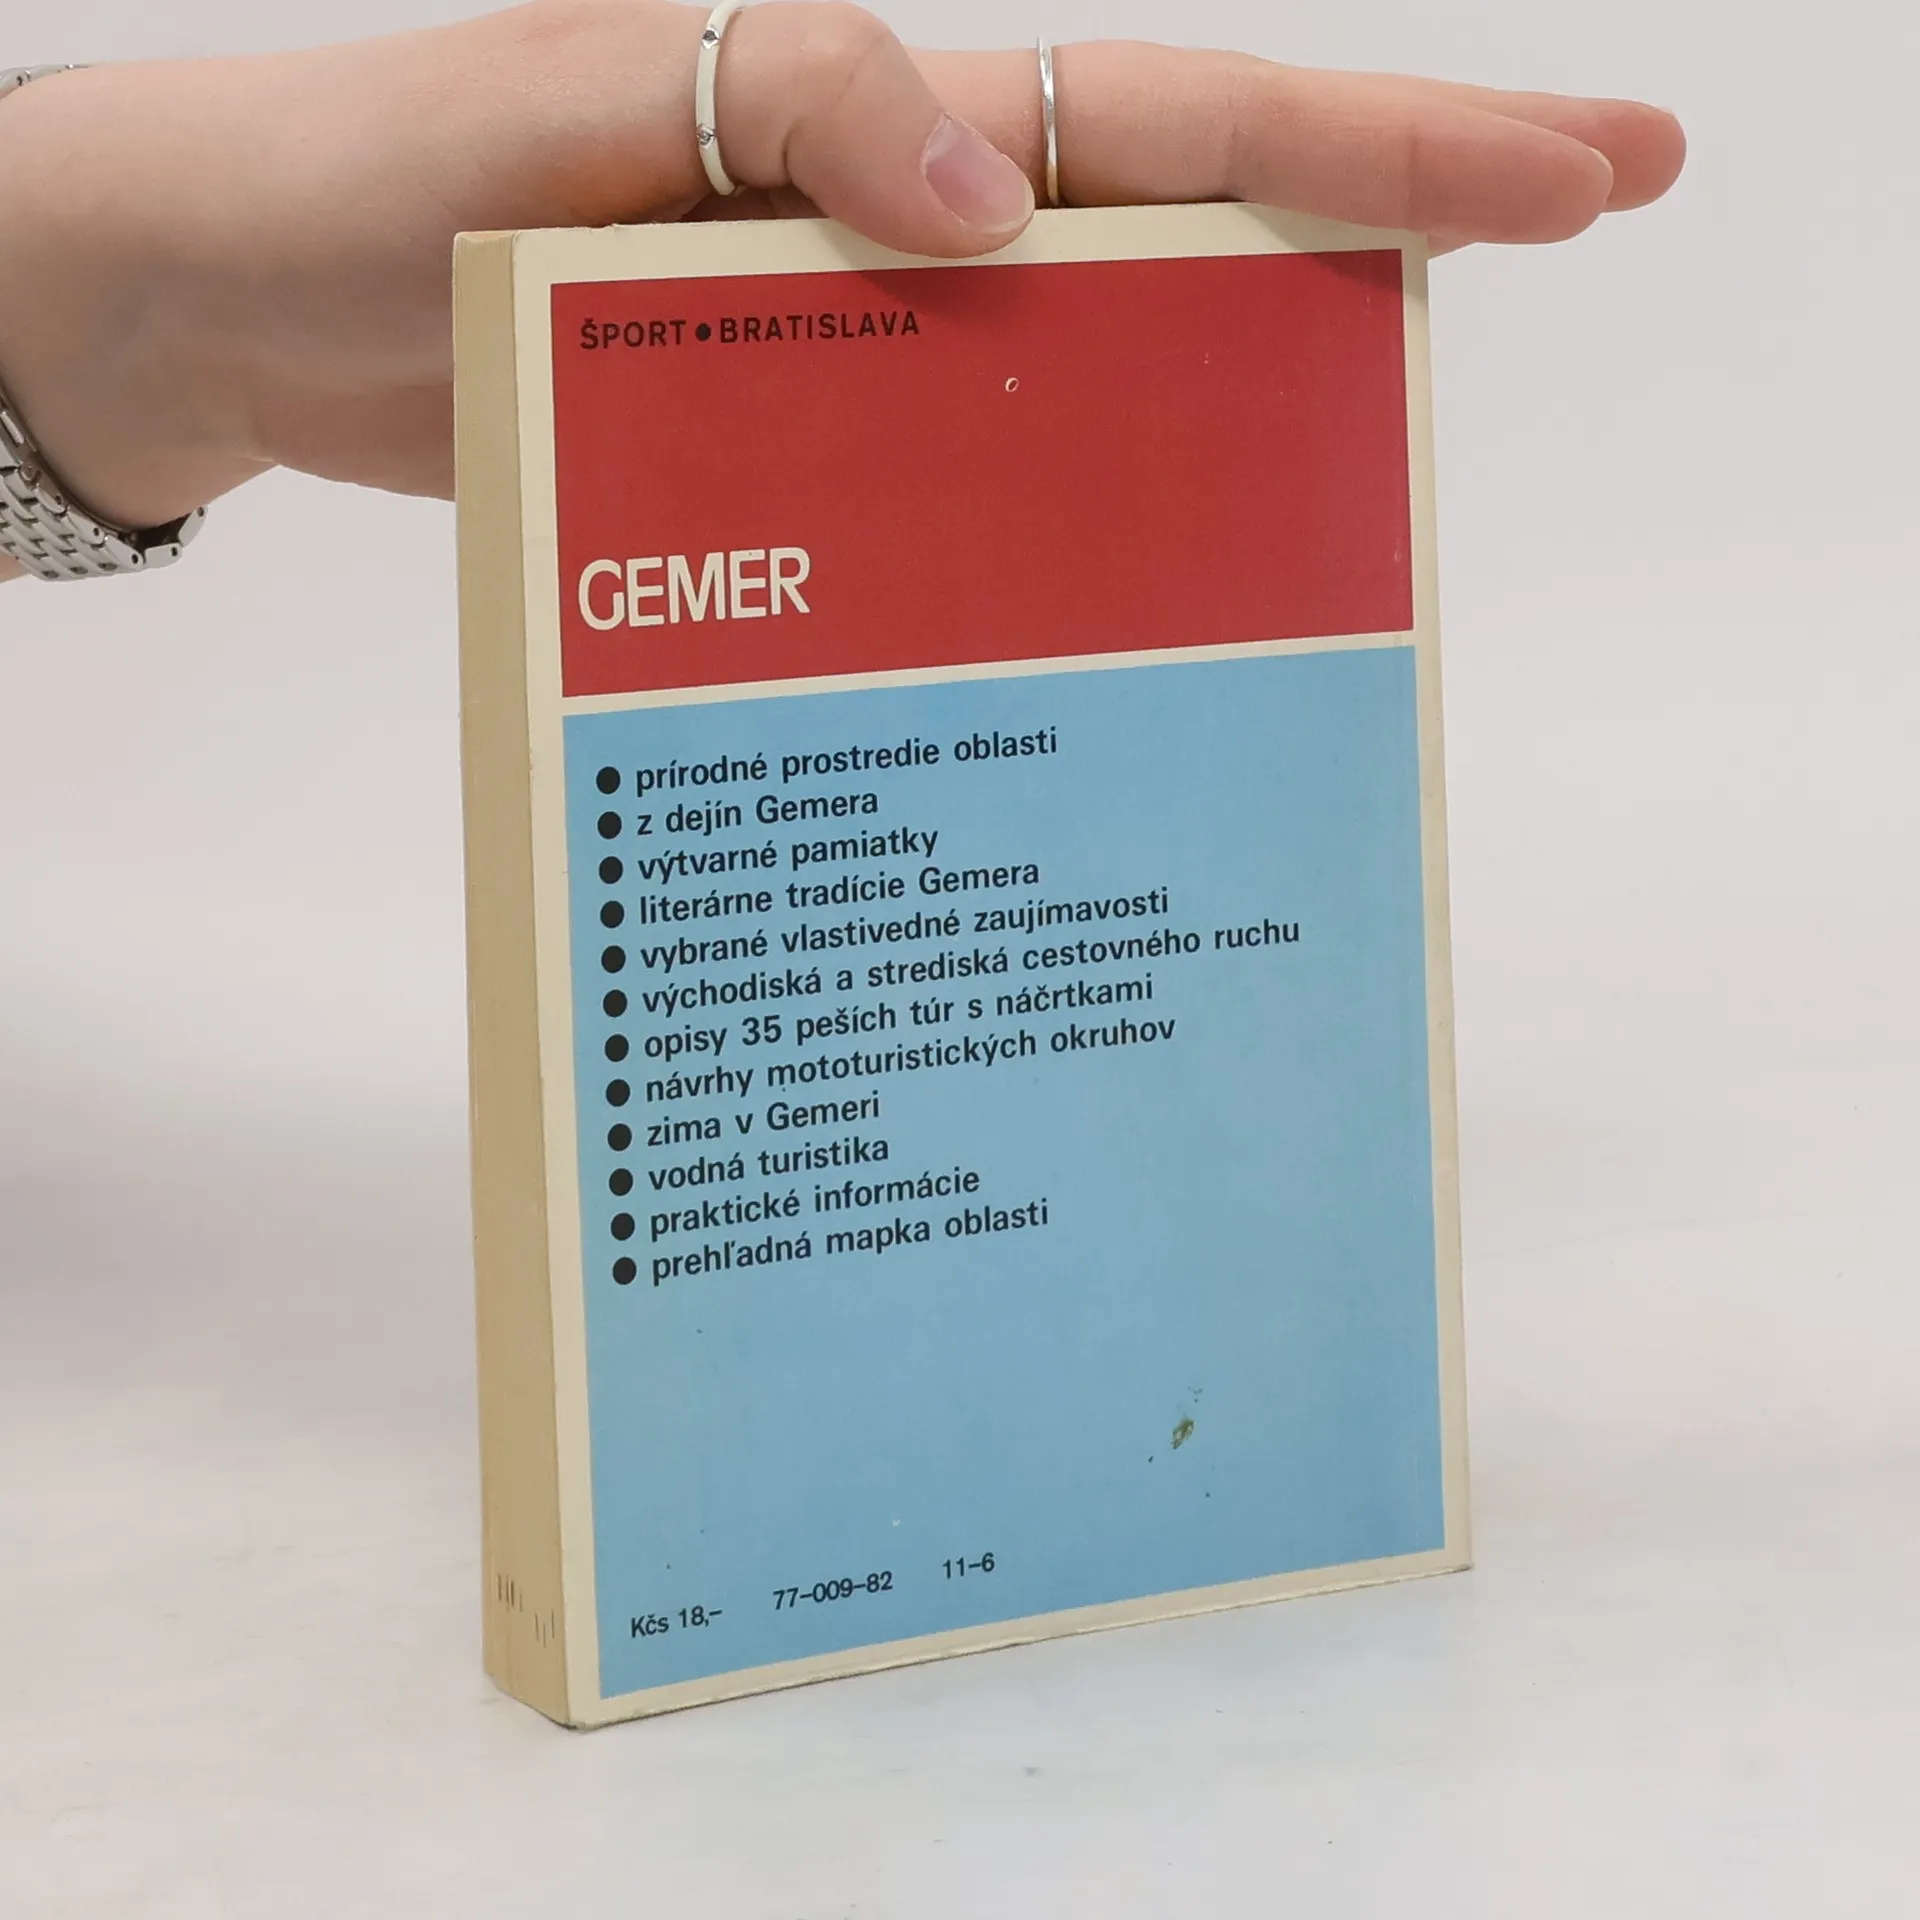 ŠPORT ● BRATISLAVA
GEMER
● prírodné prostredie oblasti
● z dejín Gemera
● výtvarné pamiatky
● literárne tradície Gemera
● vybrané vlastivedné zaujímavosti
● východiská a strediská cestovného ruchu
● opisy 35 peších túr s náčrtkami
● návrhy mototuristických okruhov
● zima v Gemeri
● vodná turistika
● praktické informácie
● prehľadná mapka oblasti
Kčs 18,– 77–009–82 11–6